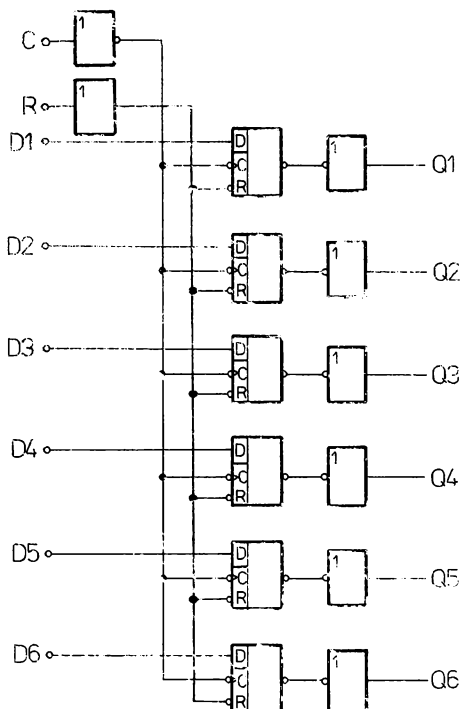 1
C
1
R
D1 D C R 1 Q1
D2 D C R 1 Q2
D3 D C R 1 Q3
D4 D C R 1 Q4
D5 D C R 1 Q5
D6 D C R 1 Q6